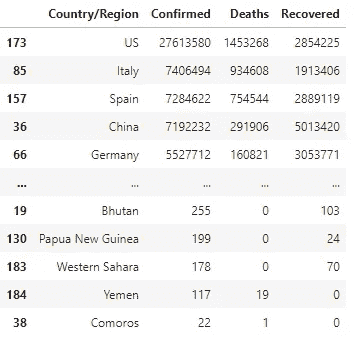 Country/Region Confirmed Deaths Recovered
173 US 27613580 1453268 2854225
85 Italy 7406494 934608 1913406
157 Spain 7284622 754544 2889119
36 China 7192232 291906 5013420
66 Germany 5527712 160821 3053771
... ... ... ... ...
19 Bhutan 255 0 103
130 Papua New Guinea 199 0 24
183 Western Sahara 178 0 70
184 Yemen 117 19 0
38 Comoros 22 1 0